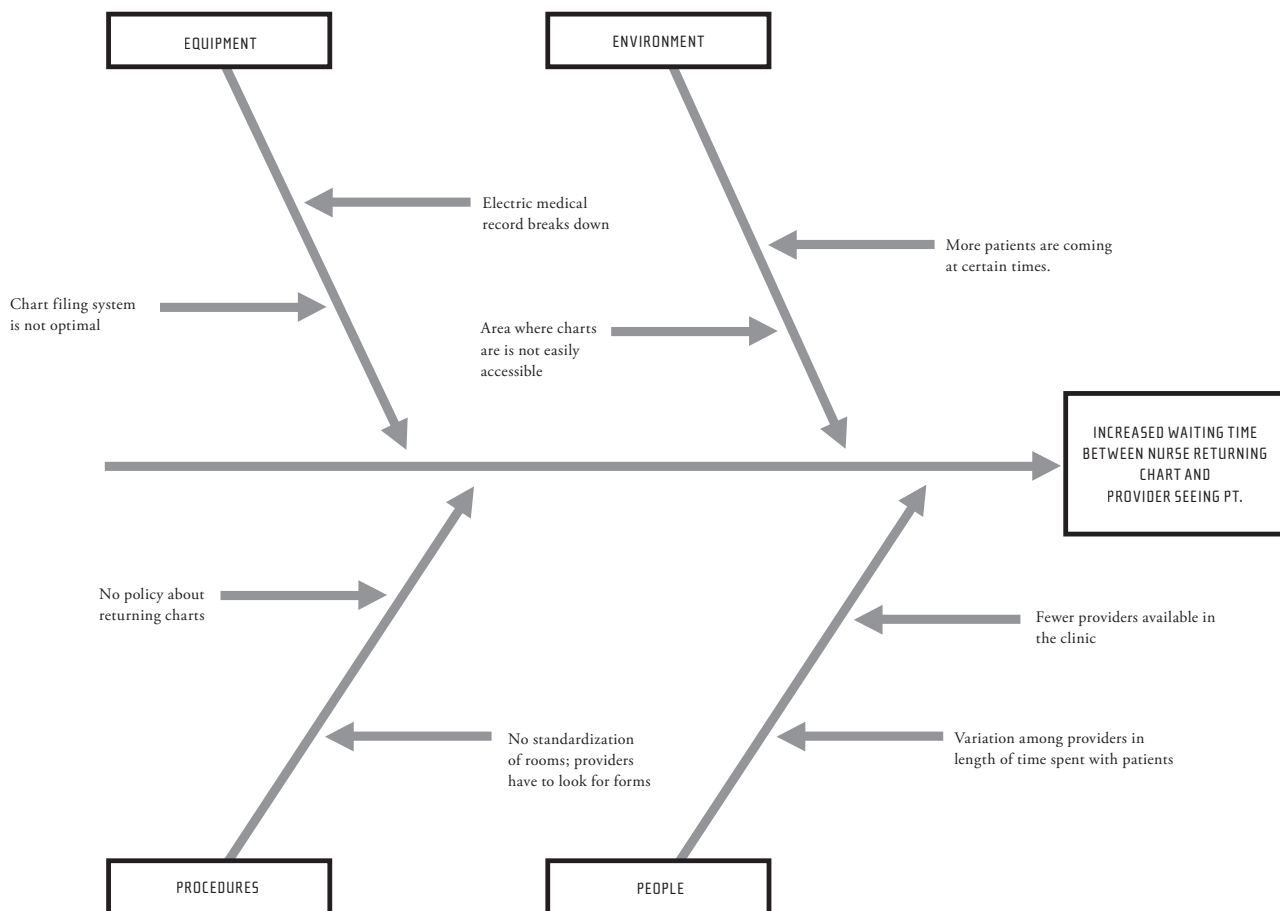 EQUIPMENT
ENVIRONMENT
Electric medical
record breaks down
More patients are coming
at certain times.
Chart filing system
is not optimal
Area where charts
are is not easily
accessible
INCREASED WAITING TIME
BETWEEN NURSE RETURNING
CHART AND
PROVIDER SEEING PT.
No policy about
returning charts
Fewer providers available in
the clinic
No standardization
of rooms; providers
have to look for forms
Variation among providers in
length of time spent with patients
PROCEDURES
PEOPLE